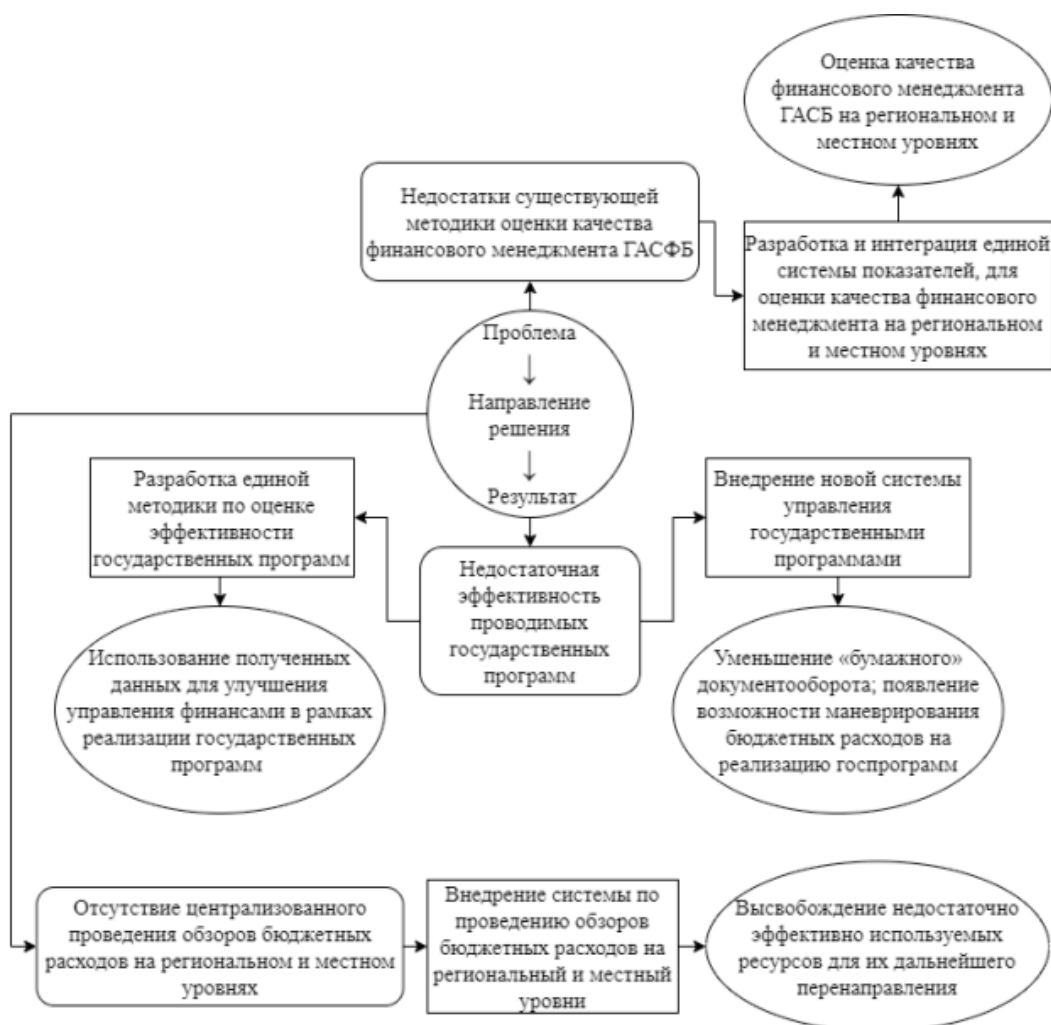 Оценка качества
финансового менеджмента
ГАСБ на региональном и
местном уровнях
Недостатки существующей
методики оценки качества
финансового менеджмента ГАСФБ
Разработка и интеграция единой
системы показателей, для
оценки качества финансового
менеджмента на региональном
и местном уровнях
Проблема
Направление
решения
Результат
Разработка единой
методики по оценке
эффективности
государственных программ
Внедрение новой системы
управления
государственными
программами
Недостаточная
эффективность
проводимых
государственных
программ
Использование полученных
данных для улучшения
управления финансами в рамках
реализации государственных
программ
Уменьшение «бумажного»
документооборота; появление
возможности маневрирования
бюджетных расходов на
реализацию госпрограмм
Отсутствие централизованного
проведения обзоров бюджетных
расходов на региональном и местном
уровнях
Внедрение системы по
проведению обзоров
бюджетных расходов на
региональный и местный
уровни
Высвобождение недостаточно
эффективно используемых
ресурсов для их дальнейшего
перенаправления